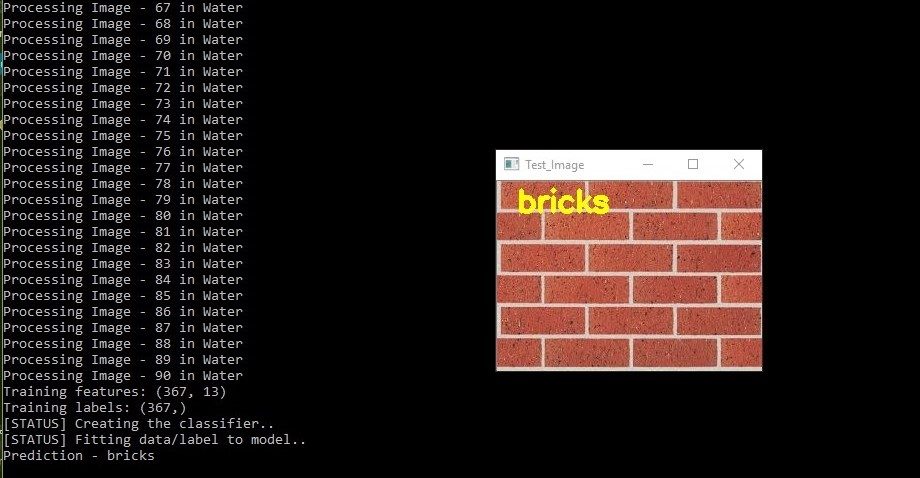 Processing Image - 67 in Water
Processing Image - 68 in Water
Processing Image - 69 in Water
Processing Image - 70 in Water
Processing Image - 71 in Water
Processing Image - 72 in Water
Processing Image - 73 in Water
Processing Image - 74 in Water
Processing Image - 75 in Water
Processing Image - 76 in Water
Processing Image - 77 in Water
Processing Image - 78 in Water
Processing Image - 79 in Water
Processing Image - 80 in Water
Processing Image - 81 in Water
Processing Image - 82 in Water
Processing Image - 83 in Water
Processing Image - 84 in Water
Processing Image - 85 in Water
Processing Image - 86 in Water
Processing Image - 87 in Water
Processing Image - 88 in Water
Processing Image - 89 in Water
Processing Image - 90 in Water
Training features: (367, 13)
Training labels: (367,)
[STATUS] Creating the classifier..
[STATUS] Fitting data/label to model..
Prediction - bricks
Test_Image
bricks